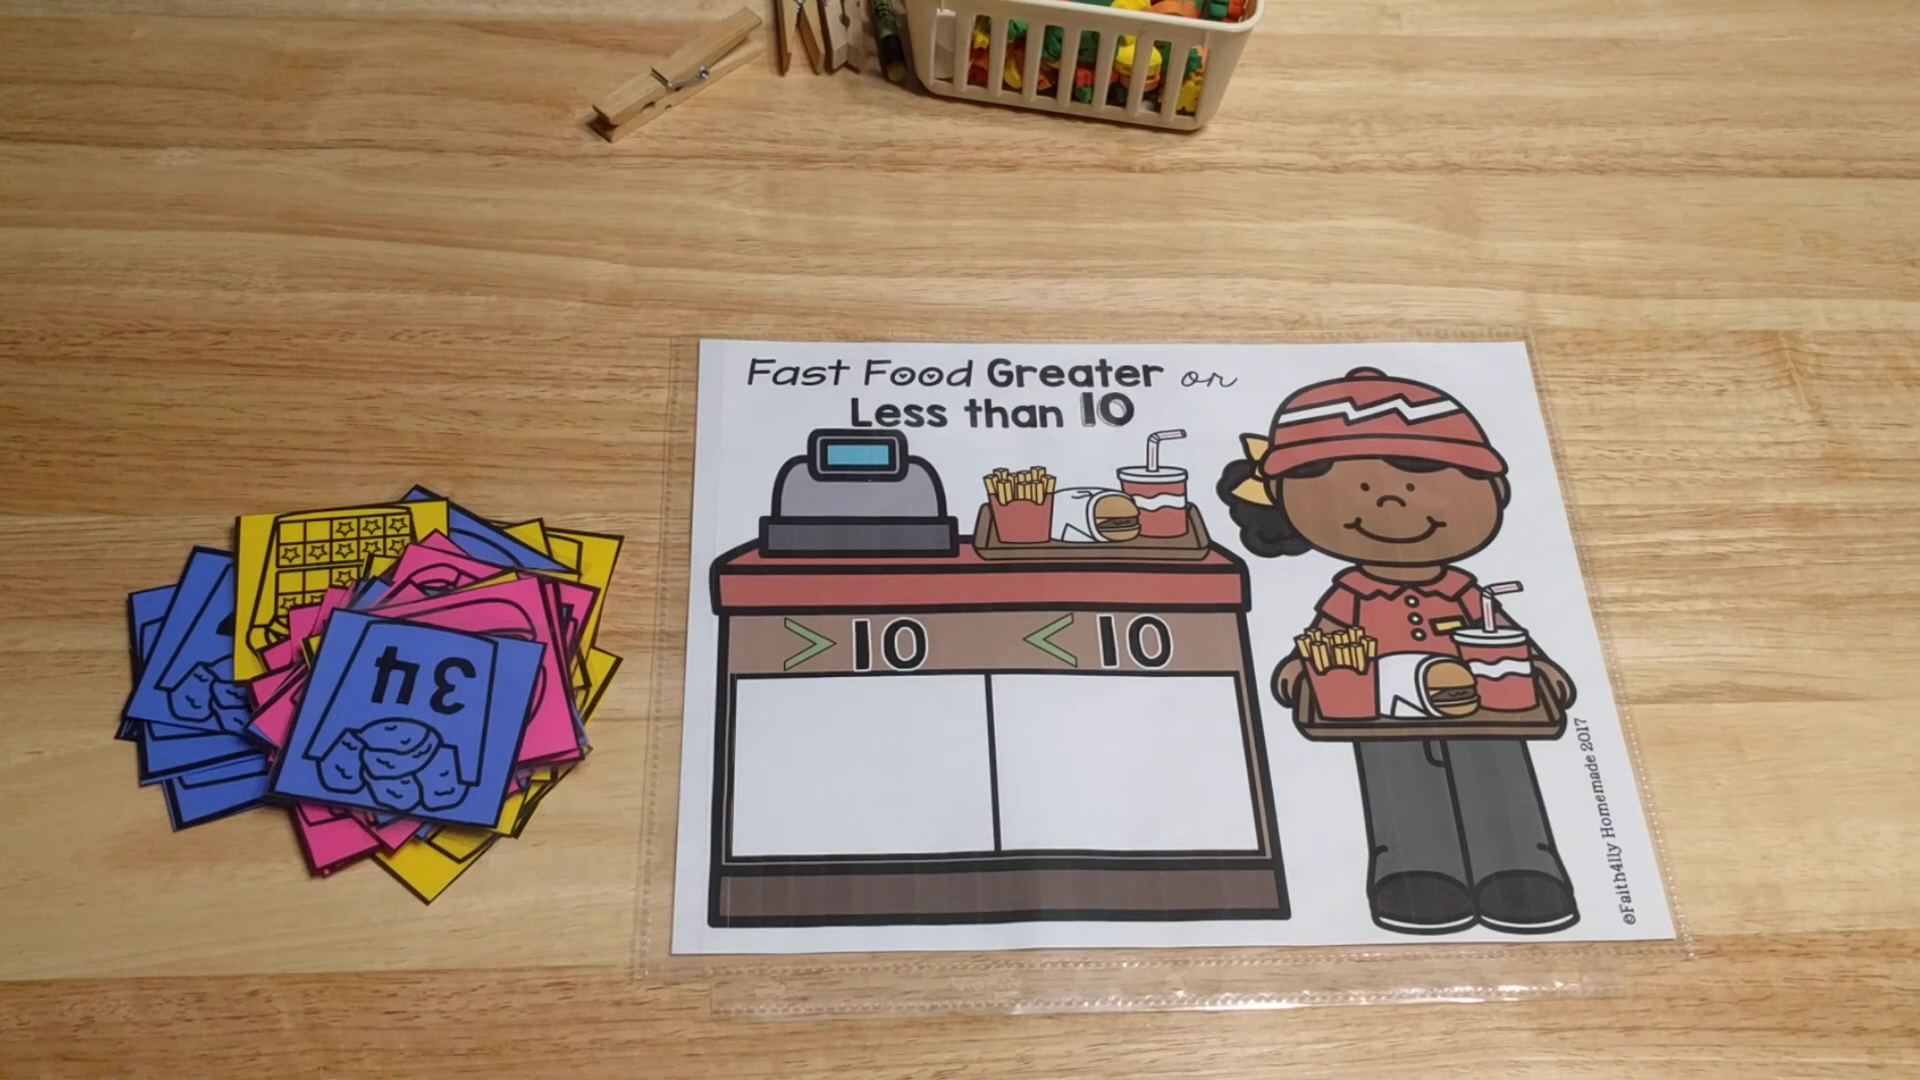 Fast Food Greater or
Less than 10
> 10
< 10
34
©Faith4lly Homemade 2017